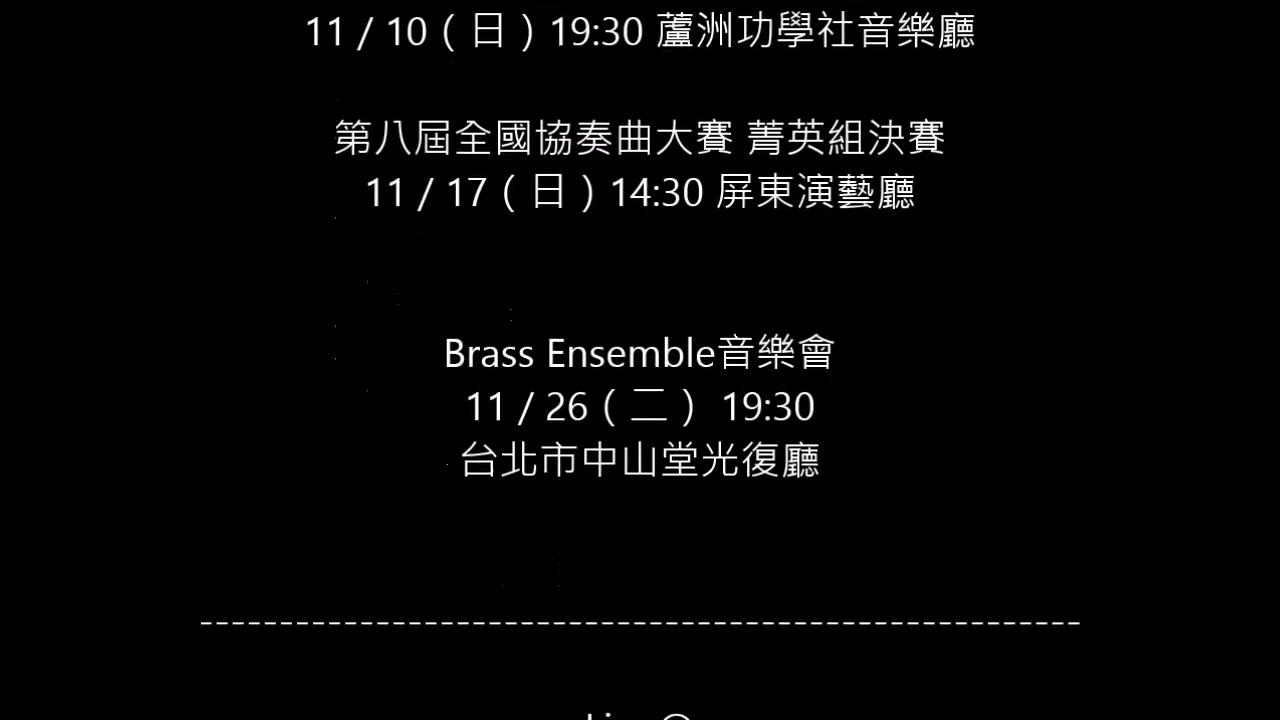 11 / 10（日）19:30 蘆洲功學社音樂廳
第八屆全國協奏曲大賽 菁英組決賽
11 / 17（日）14:30 屏東演藝廳
Brass Ensemble音樂會
11 / 26（二） 19:30
台北市中山堂光復廳
-------------------------------------------------------